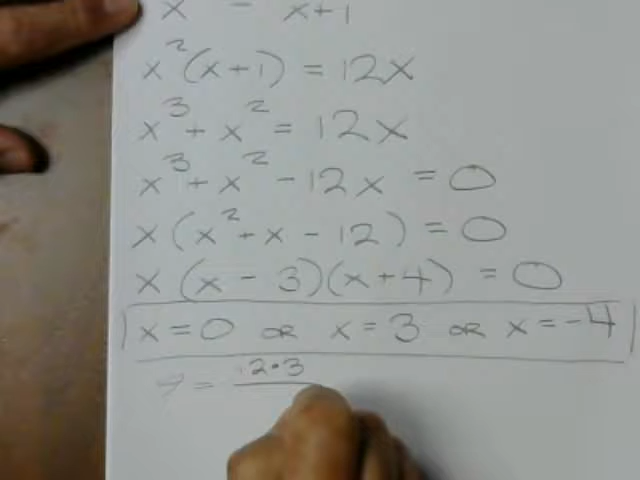 x - x+1
x²(x+1) = 12x
x³ + x² = 12x
x³ + x² - 12x = 0
x(x² + x - 12) = 0
x(x - 3)(x + 4) = 0
x = 0 OR x = 3 OR x = -4
= 2·3